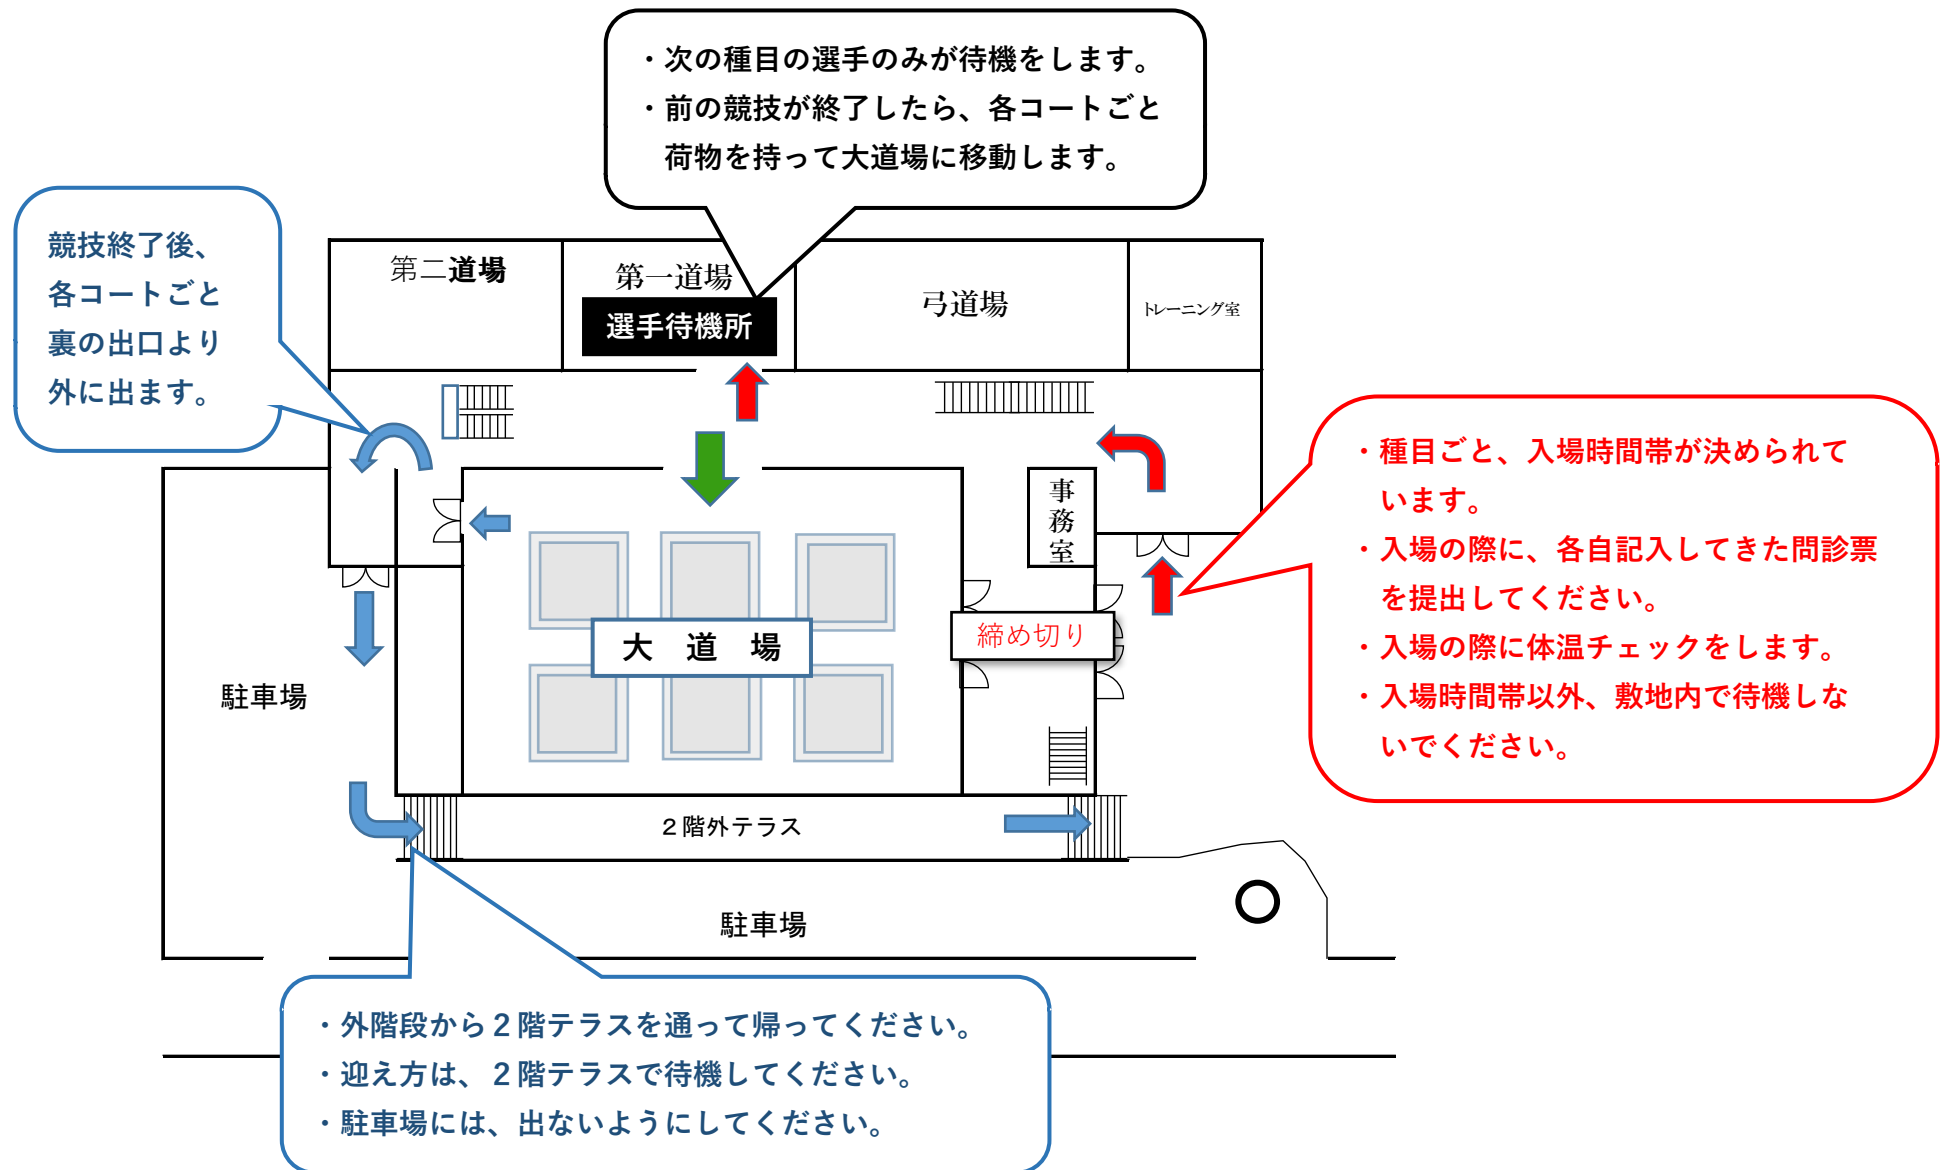 ・次の種目の選手のみが待機をします。
・前の競技が終了したら、各コートごと
荷物を持って大道場に移動します。
競技終了後、
各コートごと
裏の出口より
外に出ます。
第二道場
第一道場
選手待機所
弓道場
トレーニング室
・種目ごと、入場時間帯が決められて
います。
・入場の際に、各自記入してきた問診票
を提出してください。
・入場の際に体温チェックをします。
・入場時間帯以外、敷地内で待機しな
いでください。
事務室
締め切り
大 道 場
駐車場
２階外テラス
駐車場
・外階段から２階テラスを通って帰ってください。
・迎え方は、２階テラスで待機してください。
・駐車場には、出ないようにしてください。